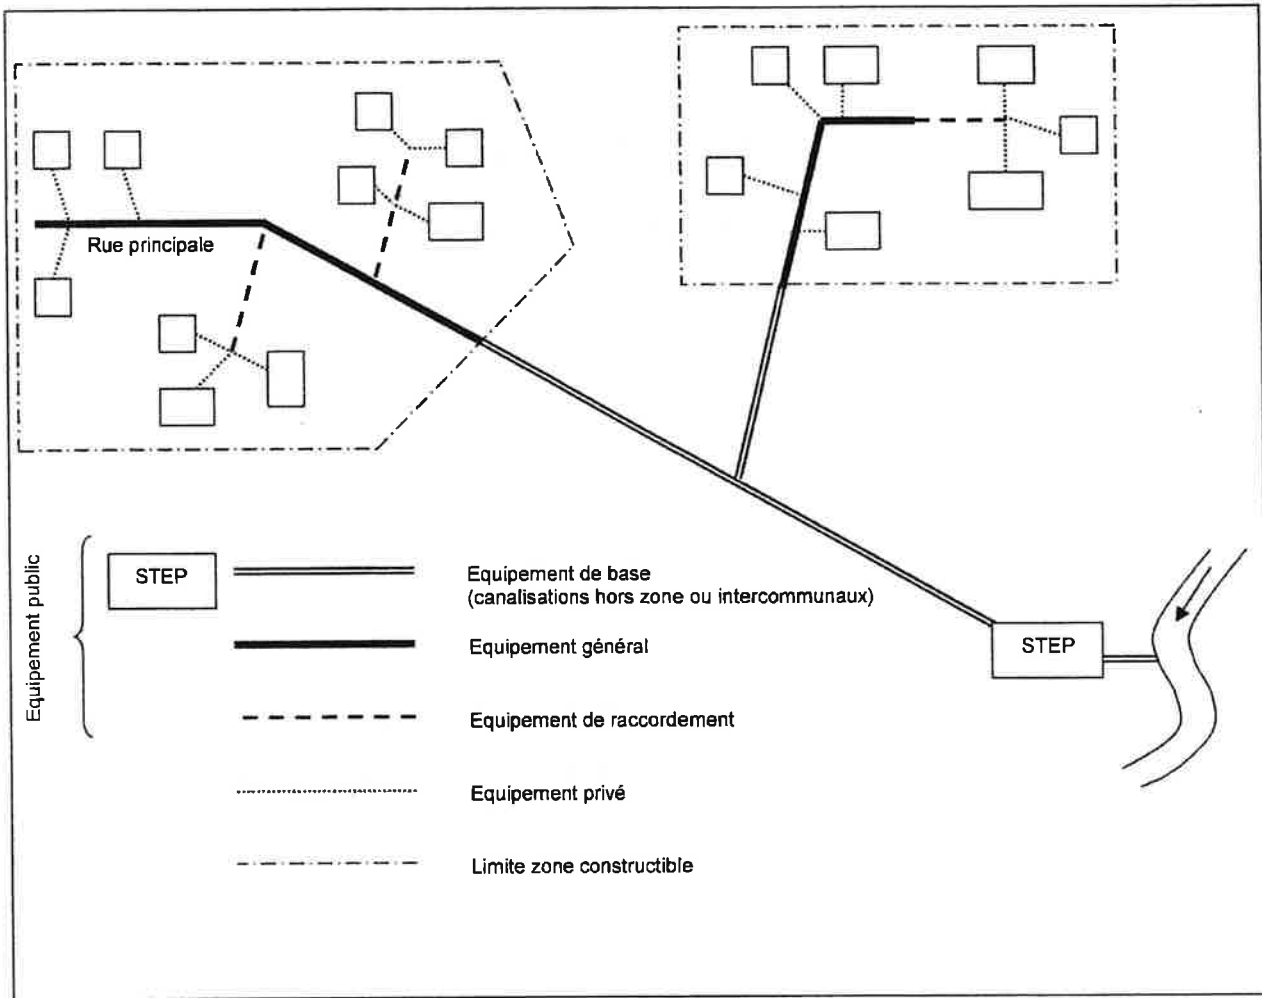 Rue principale
Equipement public
STEP
Equipement de base
(canalisations hors zone ou intercommunaux)
STEP
Equipement général
Equipement de raccordement
Equipement privé
Limite zone constructible